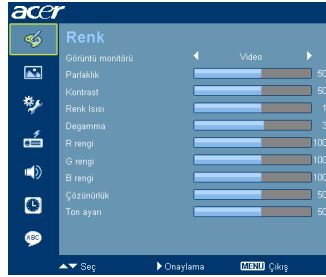 acer
Renk
Görüntü monitörü Video
Parlaklık 50
Kontrast 50
Renk Isısı 1
Degamma 3
R rengi 100
G rengi 100
B rengi 100
Çözünürlük 50
Ton ayarı 50
ABC
Seç Onaylama MENU Çıkış